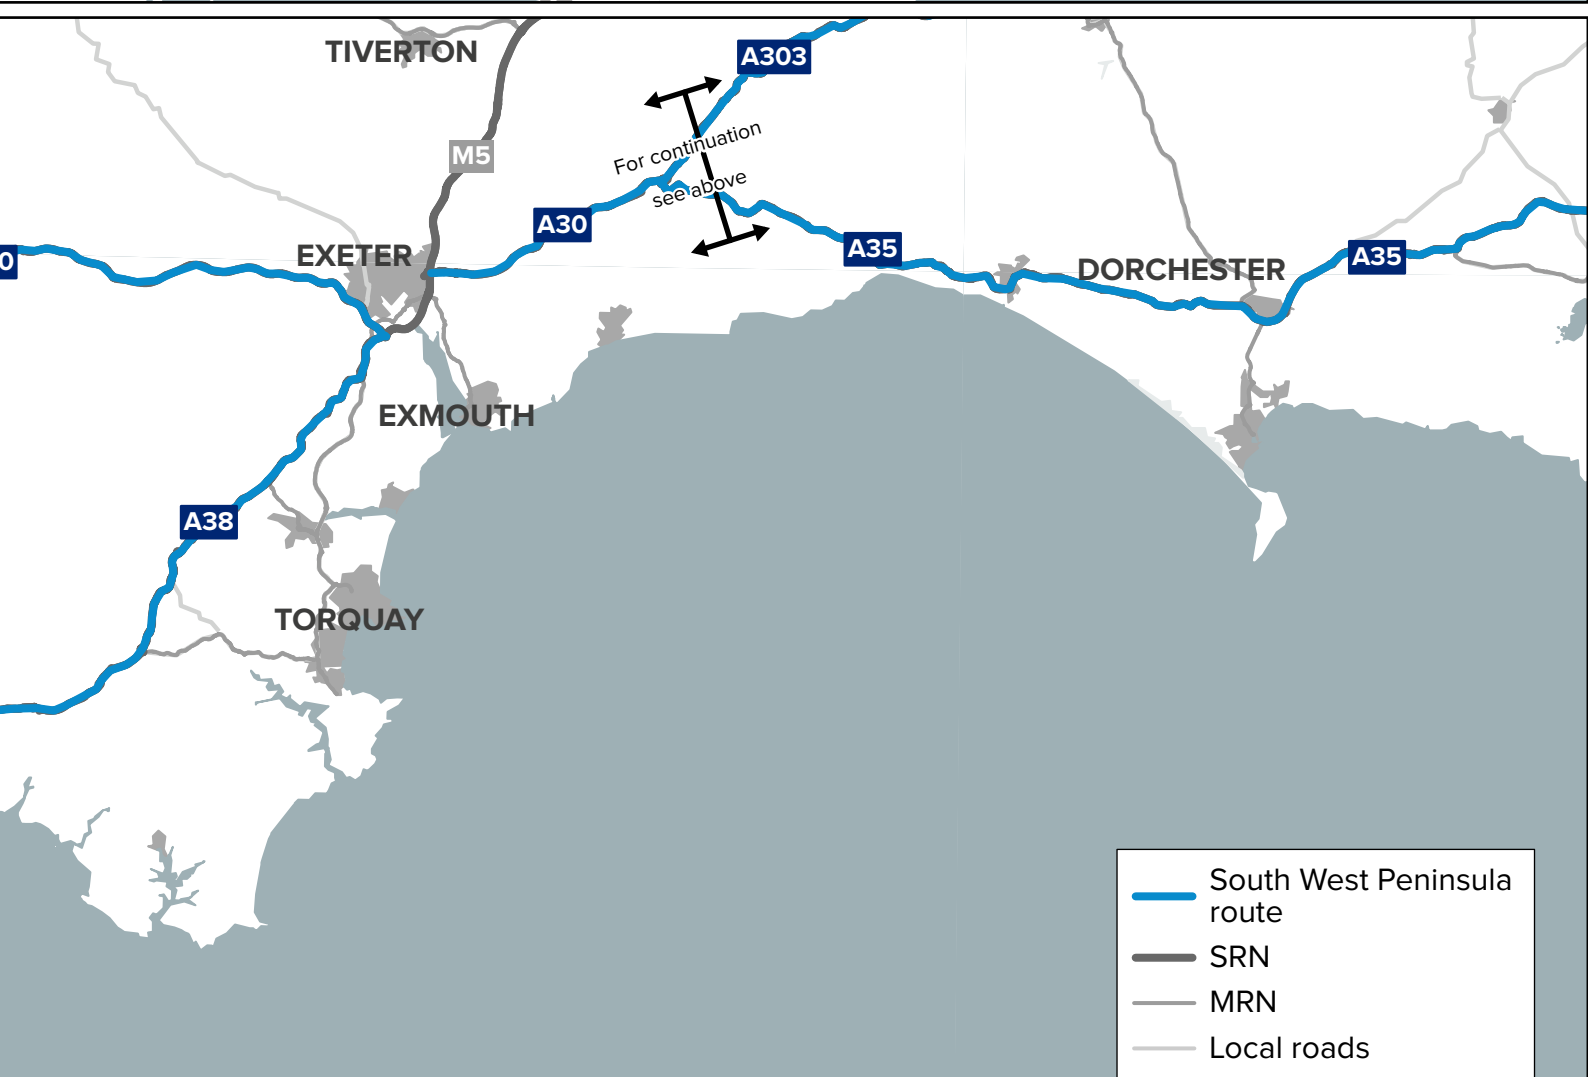 TIVERTON
A303
M5
For continuation
see above
A30
EXETER
0
A35
DORCHESTER
A35
EXMOUTH
A38
TORQUAY
South West Peninsula
route
SRN
MRN
Local roads